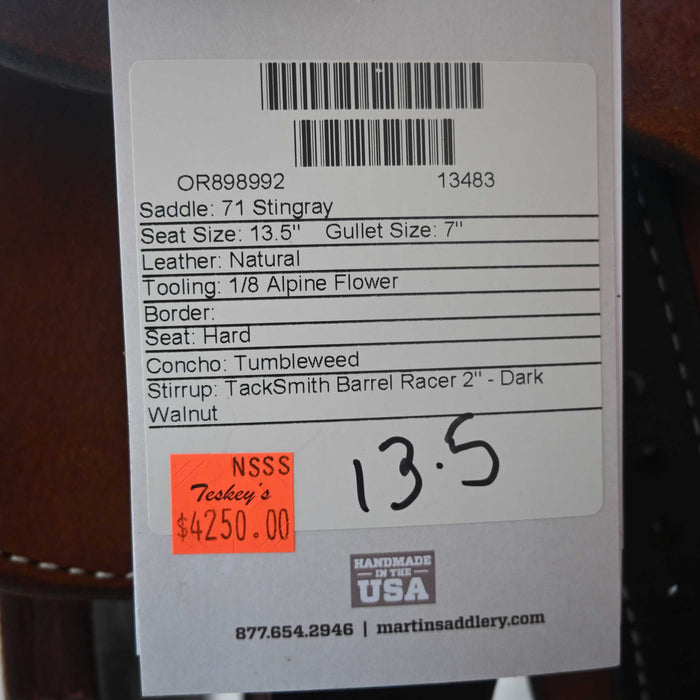 OR898992 13483
Saddle: 71 Stingray
Seat Size: 13.5" Gullet Size: 7"
Leather: Natural
Tooling: 1/8 Alpine Flower
Border:
Seat: Hard
Concho: Tumbleweed
Stirrup: TackSmith Barrel Racer 2" - Dark
Walnut
13.5
NSSS
Teskey's
$4250.00
HANDMADE
IN THE
USA
877.654.2946 | martinsaddlery.com